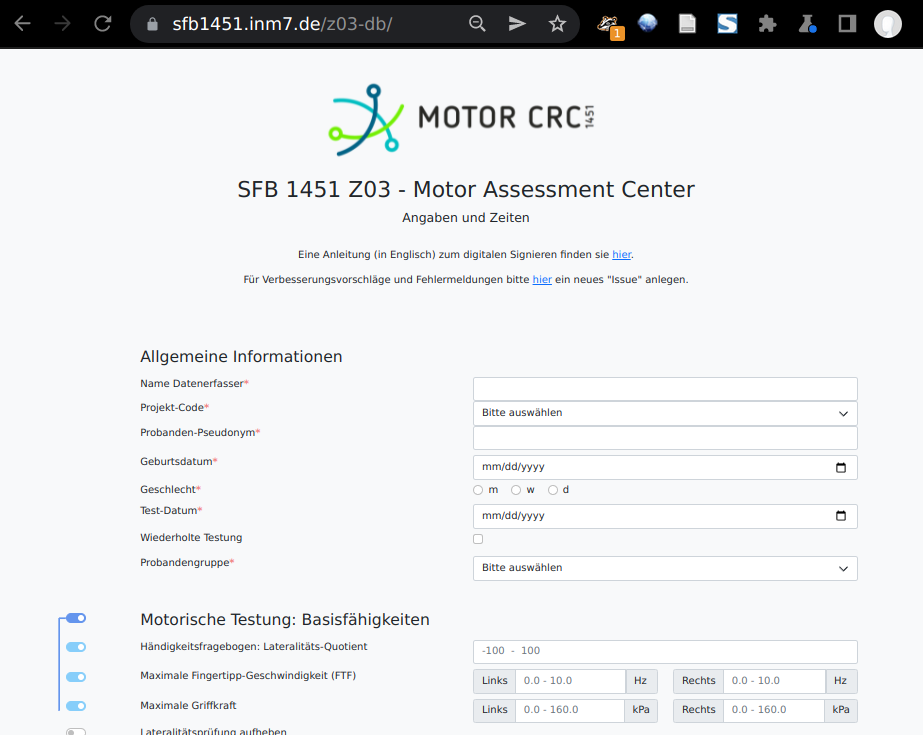 sfb1451.inm7.de/z03-db/
1
MOTOR CRC 1451
SFB 1451 Z03 - Motor Assessment Center
Angaben und Zeiten
Eine Anleitung (in Englisch) zum digitalen Signieren finden sie hier.
Für Verbesserungsvorschläge und Fehlermeldungen bitte hier ein neues "Issue" anlegen.
Allgemeine Informationen
Name Datenerfasser*
Projekt-Code* Bitte auswählen
Probanden-Pseudonym*
Geburtsdatum* mm/dd/yyyy
Geschlecht* m w d
Test-Datum* mm/dd/yyyy
Wiederholte Testung
Probandengruppe* Bitte auswählen
Motorische Testung: Basisfähigkeiten
Händigkeitsfragebogen: Lateralitäts-Quotient -100 - 100
Maximale Fingertipp-Geschwindigkeit (FTF) Links 0.0 - 10.0 Hz Rechts 0.0 - 10.0 Hz
Maximale Griffkraft Links 0.0 - 160.0 kPa Rechts 0.0 - 160.0 kPa
Lateralitätsprüfung aufheben